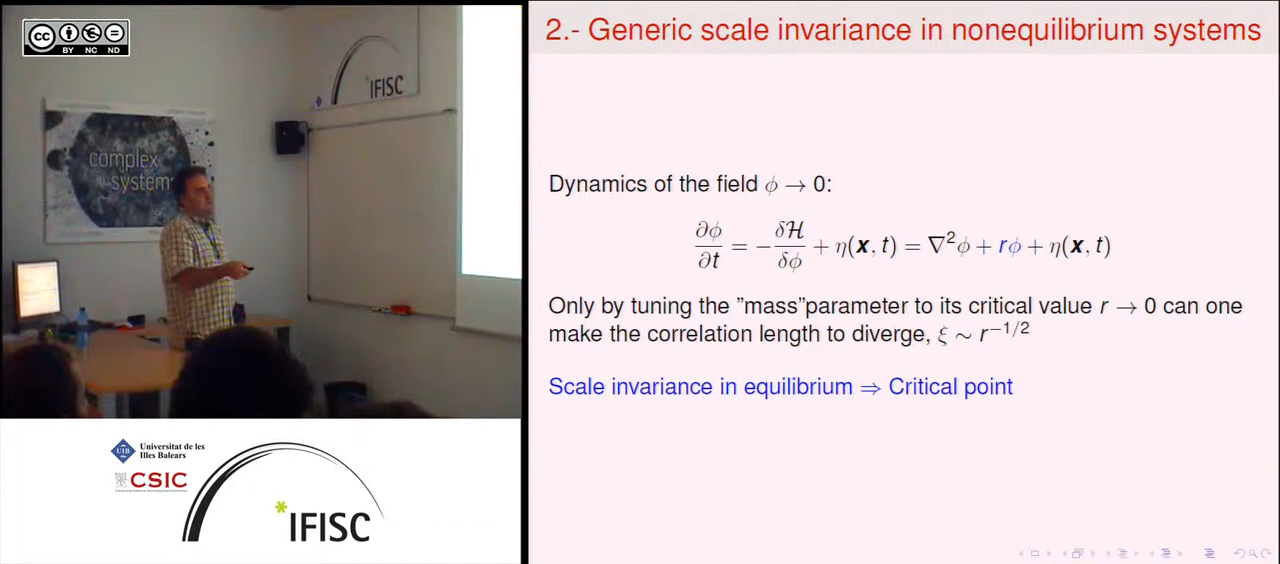 cc
BY NC ND
*IFISC
complex
systems
Universitat de les
Illes Balears
UIB
CSIC
*IFISC
2.- Generic scale invariance in nonequilibrium systems
Dynamics of the field ϕ → 0:
∂ϕ/∂t = −δℋ/δϕ + η(x, t) = ∇²ϕ + rϕ + η(x, t)
Only by tuning the "mass"parameter to its critical value r → 0 can one
make the correlation length to diverge, ξ ∼ r^{−1/2}
Scale invariance in equilibrium ⇒ Critical point